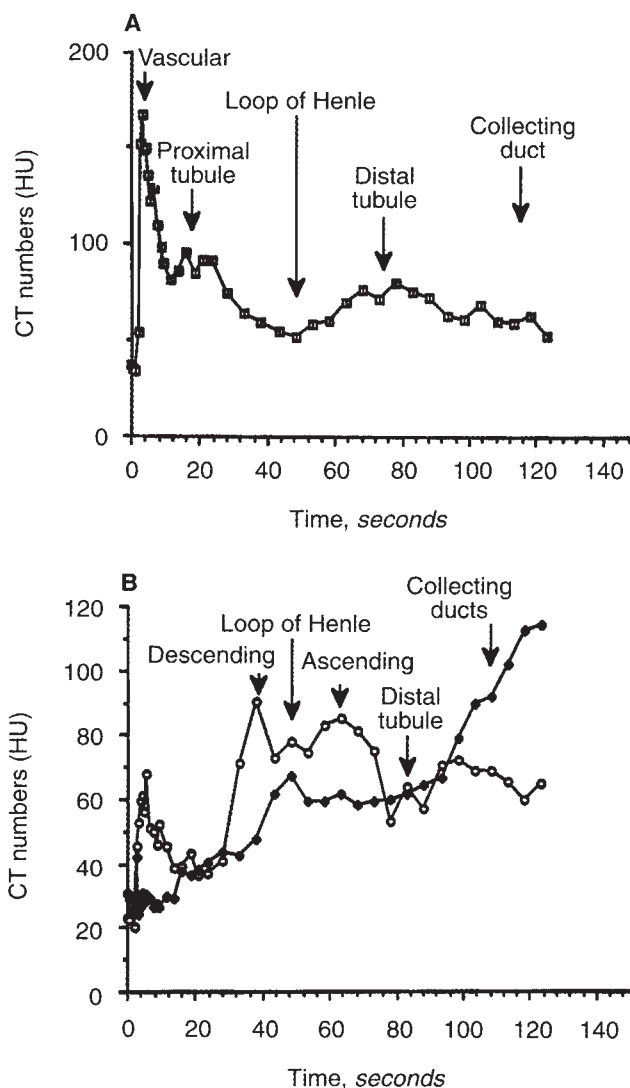 A
200
Vascular
Loop of Henle
Collecting
duct
Proximal
tubule
Distal
tubule
CT numbers (HU)
100
0
0 20 40 60 80 100 120 140
Time, seconds
B
120
Collecting
ducts
Loop of Henle
Descending
Ascending
100
Distal
tubule
80
CT numbers (HU)
60
40
20
0
0 20 40 60 80 100 120 140
Time, seconds